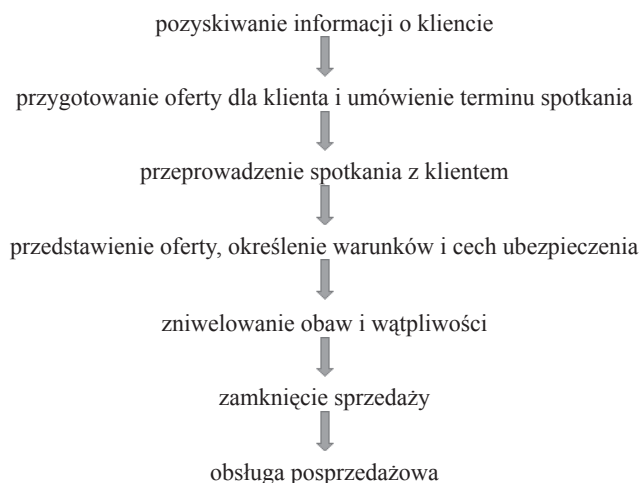 pozyskiwanie informacji o kliencie
przygotowanie oferty dla klienta i umówienie terminu spotkania
przeprowadzenie spotkania z klientem
przedstawienie oferty, określenie warunków i cech ubezpieczenia
zniwelowanie obaw i wątpliwości
zamknięcie sprzedaży
obsługa posprzedażowa